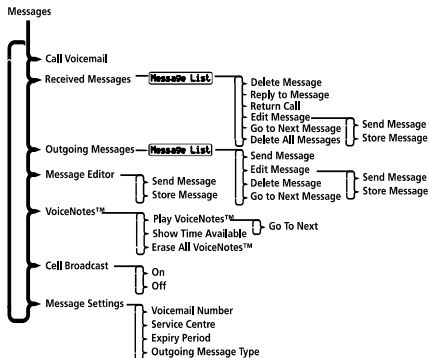 Messages
Call Voicemail
Received Messages
Message List
Delete Message
Reply to Message
Return Call
Edit Message
Go to Next Message
Delete All Messages
Send Message
Store Message
Outgoing Messages
Message List
Send Message
Edit Message
Delete Message
Go to Next Message
Send Message
Store Message
Message Editor
Send Message
Store Message
VoiceNotes™
Play VoiceNotes™
Show Time Available
Erase All VoiceNotes™
Go To Next
Cell Broadcast
On
Off
Message Settings
Voicemail Number
Service Centre
Expiry Period
Outgoing Message Type